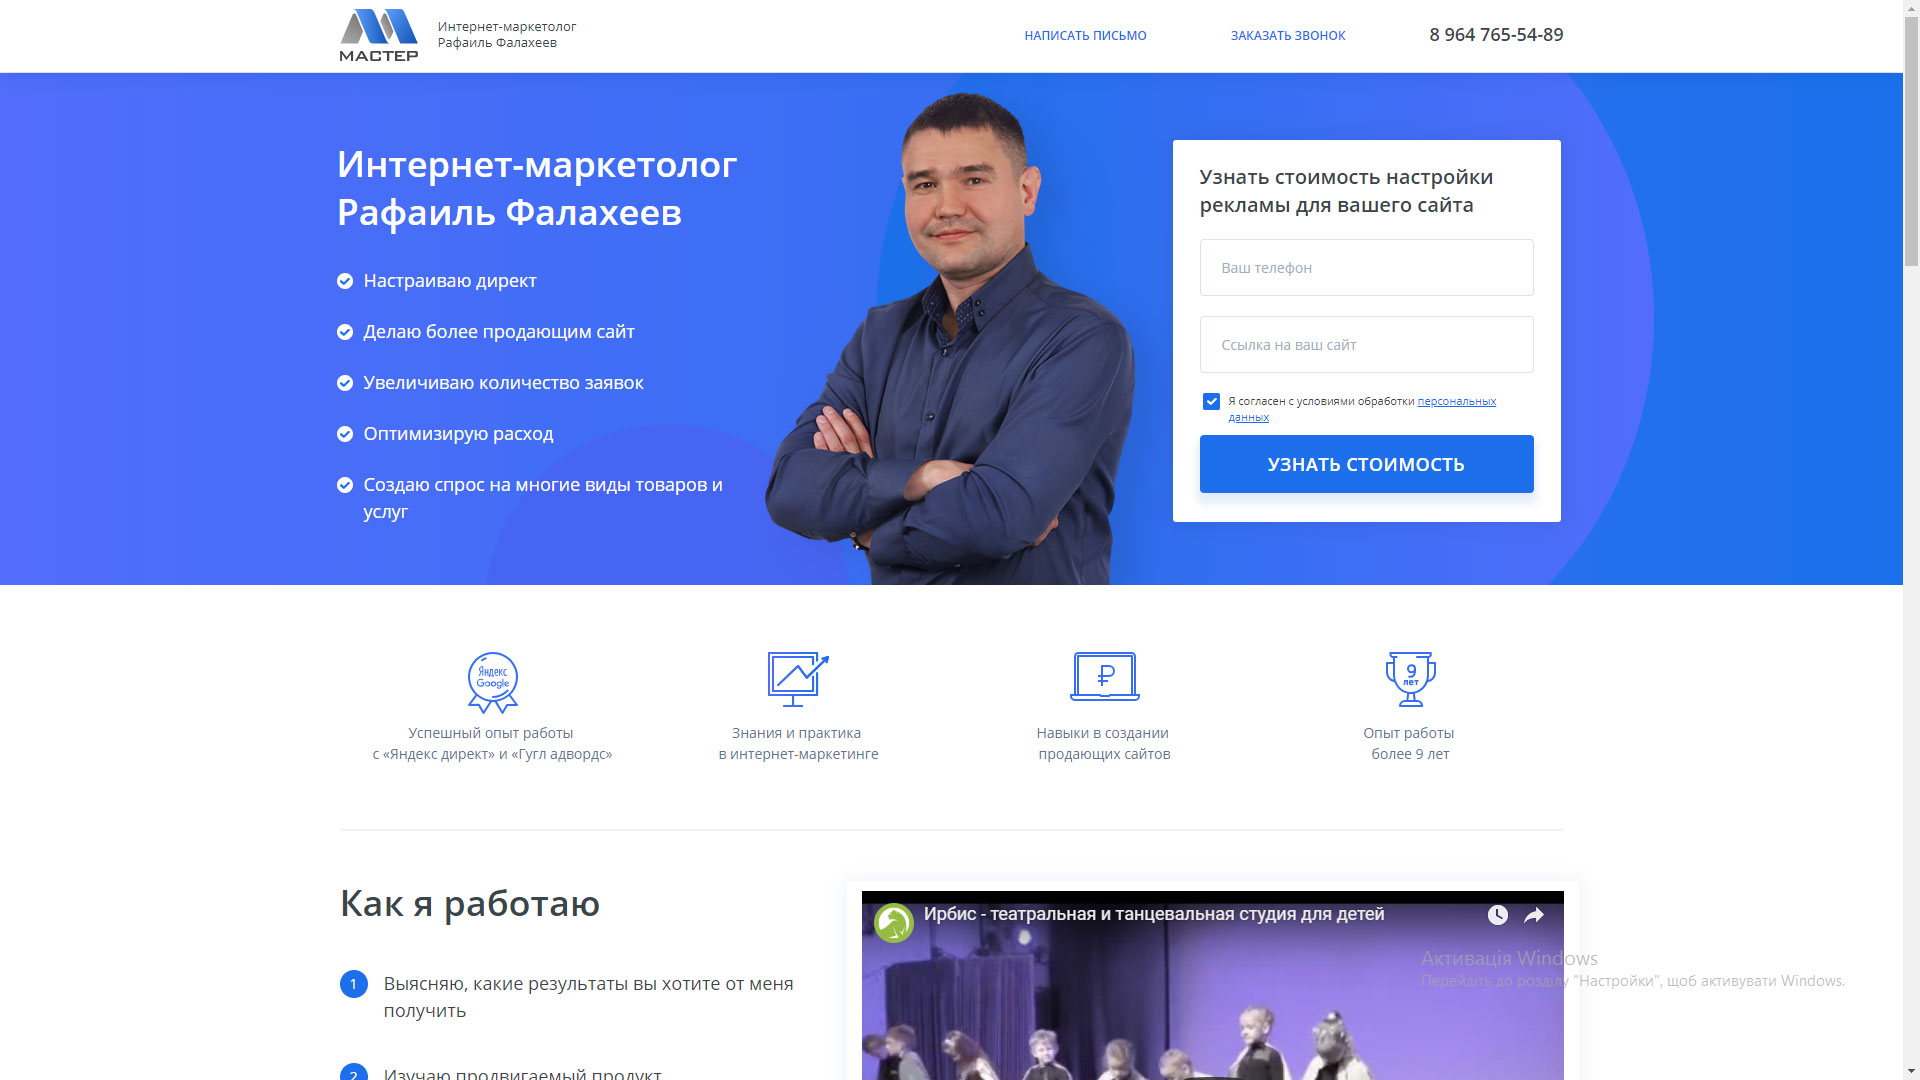 МАСТЕР
Интернет-маркетолог
Рафаиль Фалахеев
НАПИСАТЬ ПИСЬМО
ЗАКАЗАТЬ ЗВОНОК
8 964 765-54-89
Интернет-маркетолог
Рафаиль Фалахеев
Настраиваю директ
Делаю более продающим сайт
Увеличиваю количество заявок
Оптимизирую расход
Создаю спрос на многие виды товаров и
услуг
Узнать стоимость настройки
рекламы для вашего сайта
Ваш телефон
Ссылка на ваш сайт
Я согласен с условиями обработки персональных
данных
УЗНАТЬ СТОИМОСТЬ
Яндекс
Google
Успешный опыт работы
с «Яндекс директ» и «Гугл адвордс»
Знания и практика
в интернет-маркетинге
₽
Навыки в создании
продающих сайтов
9
лет
Опыт работы
более 9 лет
Как я работаю
1
Выясняю, какие результаты вы хотите от меня
получить
2
Изучаю продвигаемый продукт
Ирбис - театральная и танцевальная студия для детей
Активація Windows
Перейдіть до розділу "Настройки", щоб активувати Windows.